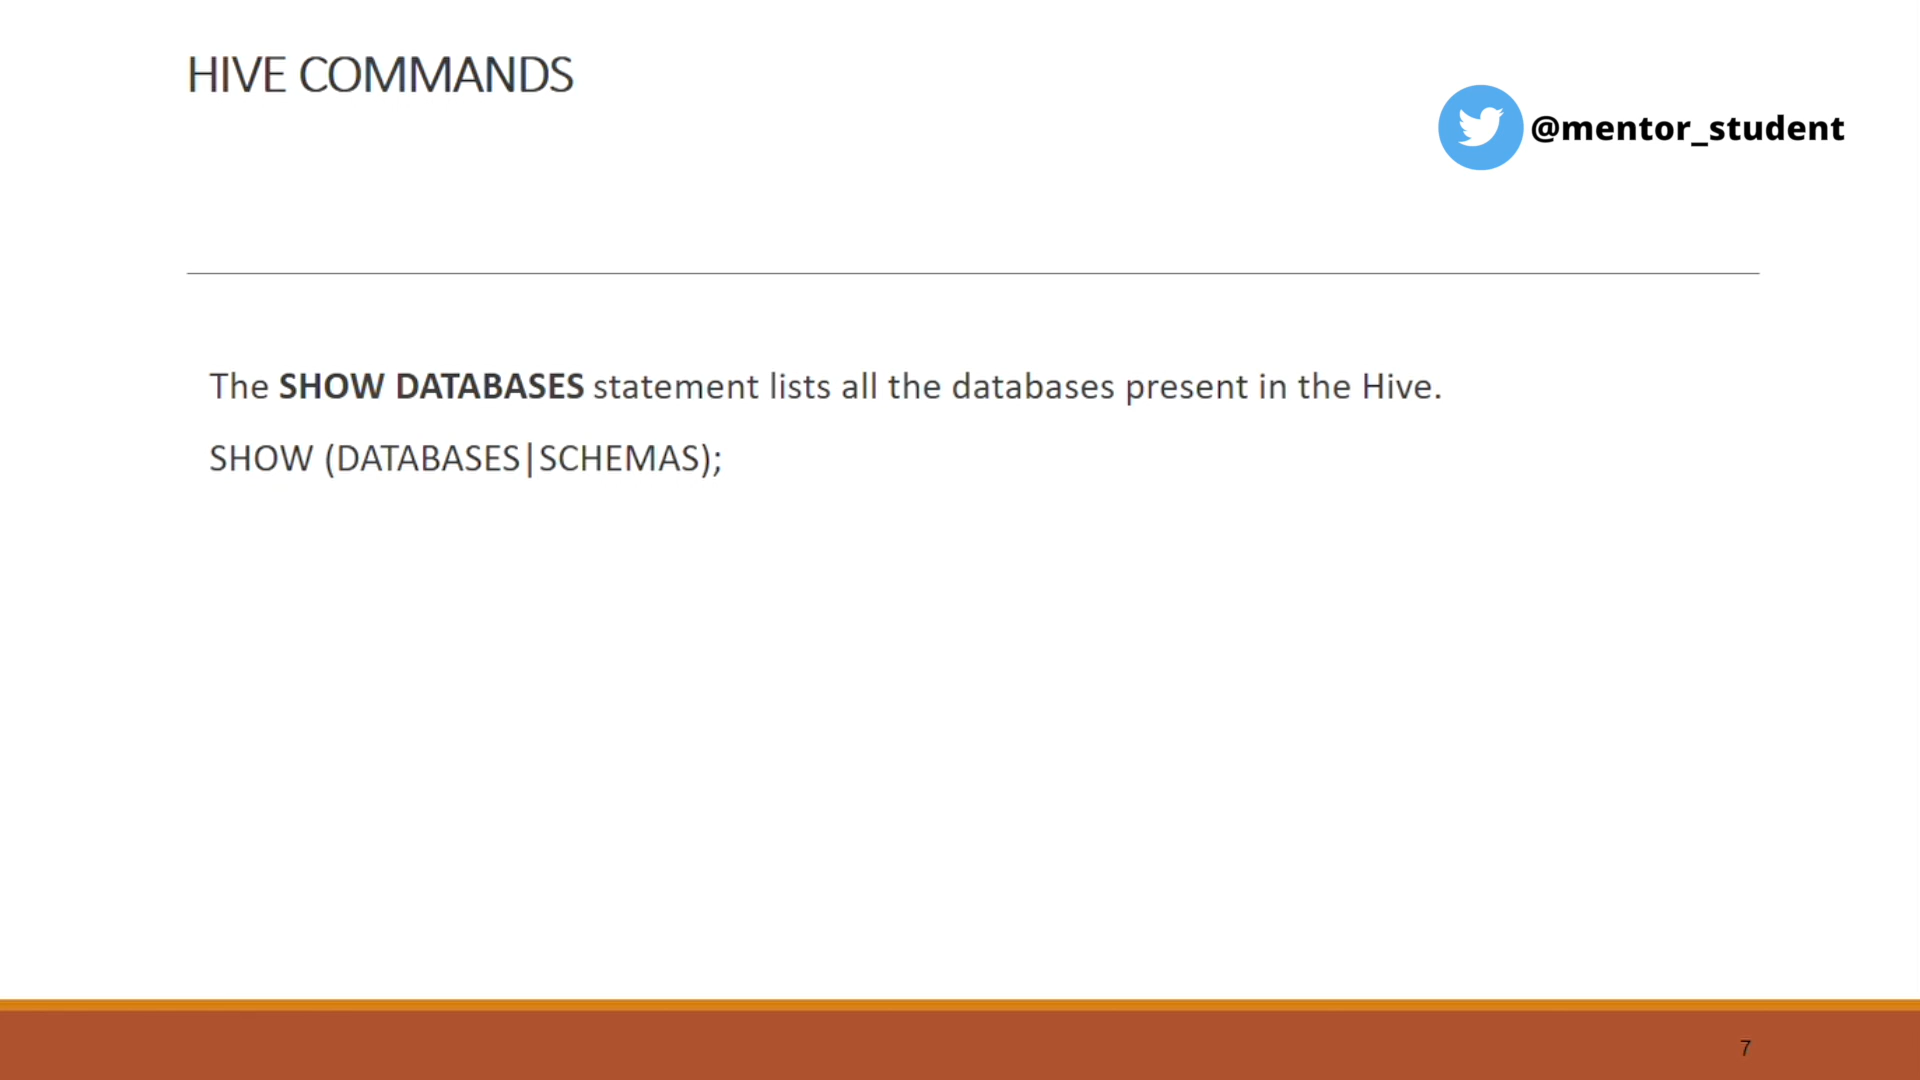 HIVE COMMANDS
@mentor_student
The SHOW DATABASES statement lists all the databases present in the Hive.
SHOW (DATABASES|SCHEMAS);
7